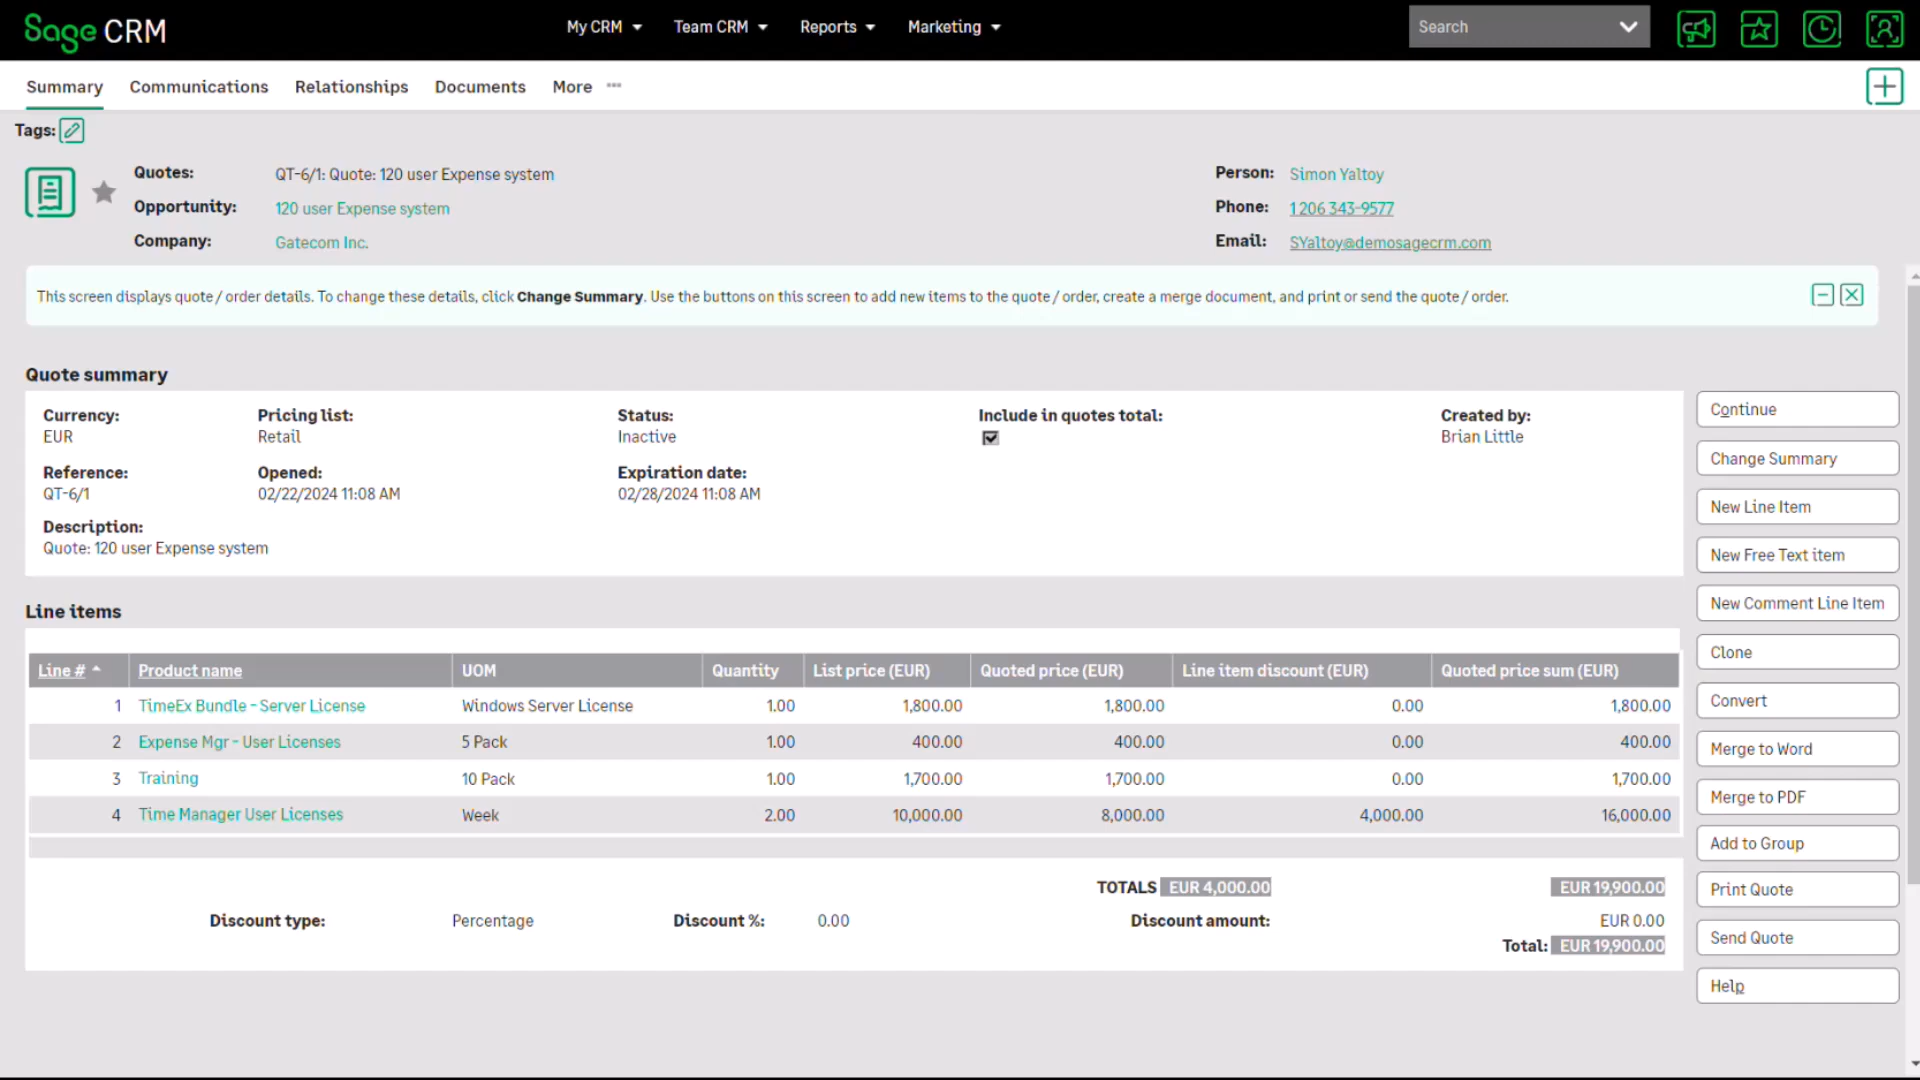 Sage CRM
My CRM Team CRM Reports Marketing Search
Summary Communications Relationships Documents More
Tags:
Quotes: QT-6/1: Quote: 120 user Expense system Person: Simon Yaltoy
Opportunity: 120 user Expense system Phone: 1 206 343-9577
Company: Gatecom Inc. Email: SYaltoy@demosagecrm.com
This screen displays quote / order details. To change these details, click Change Summary. Use the buttons on this screen to add new items to the quote / order, create a merge document, and print or send the quote / order.
Quote summary
Currency: Pricing list: Status: Include in quotes total: Created by:
EUR Retail Inactive Brian Little
Reference: Opened: Expiration date:
QT-6/1 02/22/2024 11:08 AM 02/28/2024 11:08 AM
Description:
Quote: 120 user Expense system
Line items
Line # Product name UOM Quantity List price (EUR) Quoted price (EUR) Line item discount (EUR) Quoted price sum (EUR)
1 TimeEx Bundle - Server License Windows Server License 1.00 1,800.00 1,800.00 0.00 1,800.00
2 Expense Mgr - User Licenses 5 Pack 1.00 400.00 400.00 0.00 400.00
3 Training 10 Pack 1.00 1,700.00 1,700.00 0.00 1,700.00
4 Time Manager User Licenses Week 2.00 10,000.00 8,000.00 4,000.00 16,000.00
TOTALS EUR 4,000.00 EUR 19,900.00
Discount type: Percentage Discount %: 0.00 Discount amount: EUR 0.00
Total: EUR 19,900.00
Continue
Change Summary
New Line Item
New Free Text item
New Comment Line Item
Clone
Convert
Merge to Word
Merge to PDF
Add to Group
Print Quote
Send Quote
Help